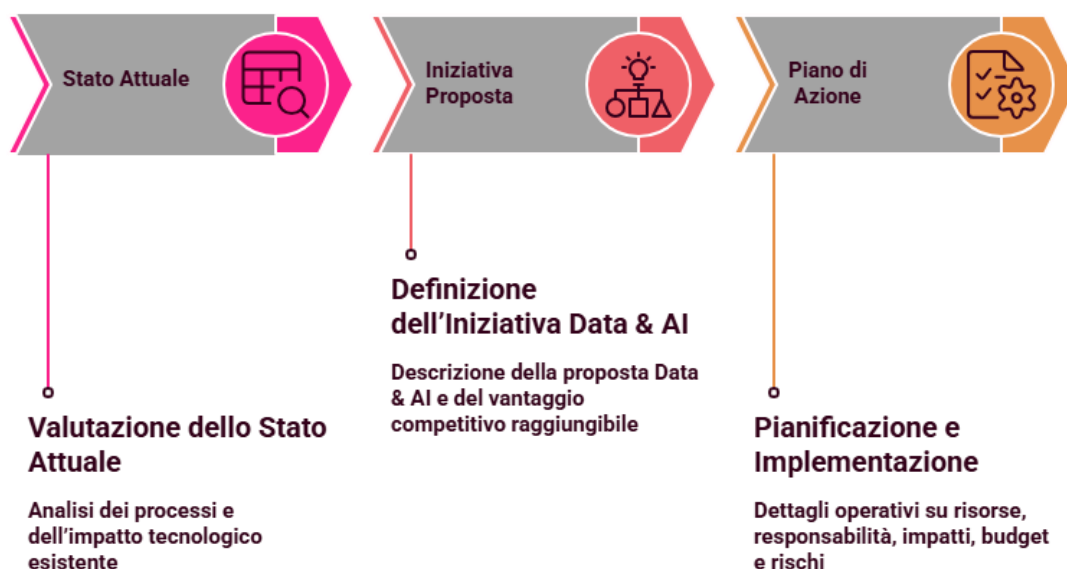 Stato Attuale
Iniziativa
Proposta
Piano di
Azione
Definizione
dell’Iniziativa Data & AI
Descrizione della proposta Data
& AI e del vantaggio
competitivo raggiungibile
Valutazione dello Stato
Attuale
Analisi dei processi e
dell’impatto tecnologico
esistente
Pianificazione e
Implementazione
Dettagli operativi su risorse,
responsabilità, impatti, budget
e rischi